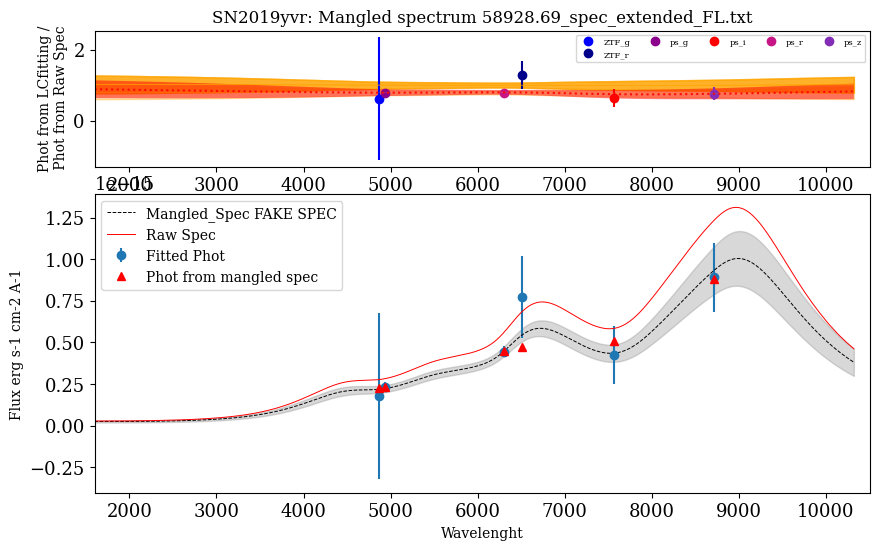 SN2019yvr: Mangled spectrum 58928.69_spec_extended_FL.txt
Phot from LCfitting /
Phot from Raw Spec
2
0
ZTF_g ps_g ps_i ps_r ps_z
ZTF_r
2000 3000 4000 5000 6000 7000 8000 9000 10000
1e−15
Mangled_Spec FAKE SPEC
Raw Spec
Fitted Phot
Phot from mangled spec
Flux erg s-1 cm-2 A-1
1.25
1.00
0.75
0.50
0.25
0.00
−0.25
2000 3000 4000 5000 6000 7000 8000 9000 10000
Wavelenght